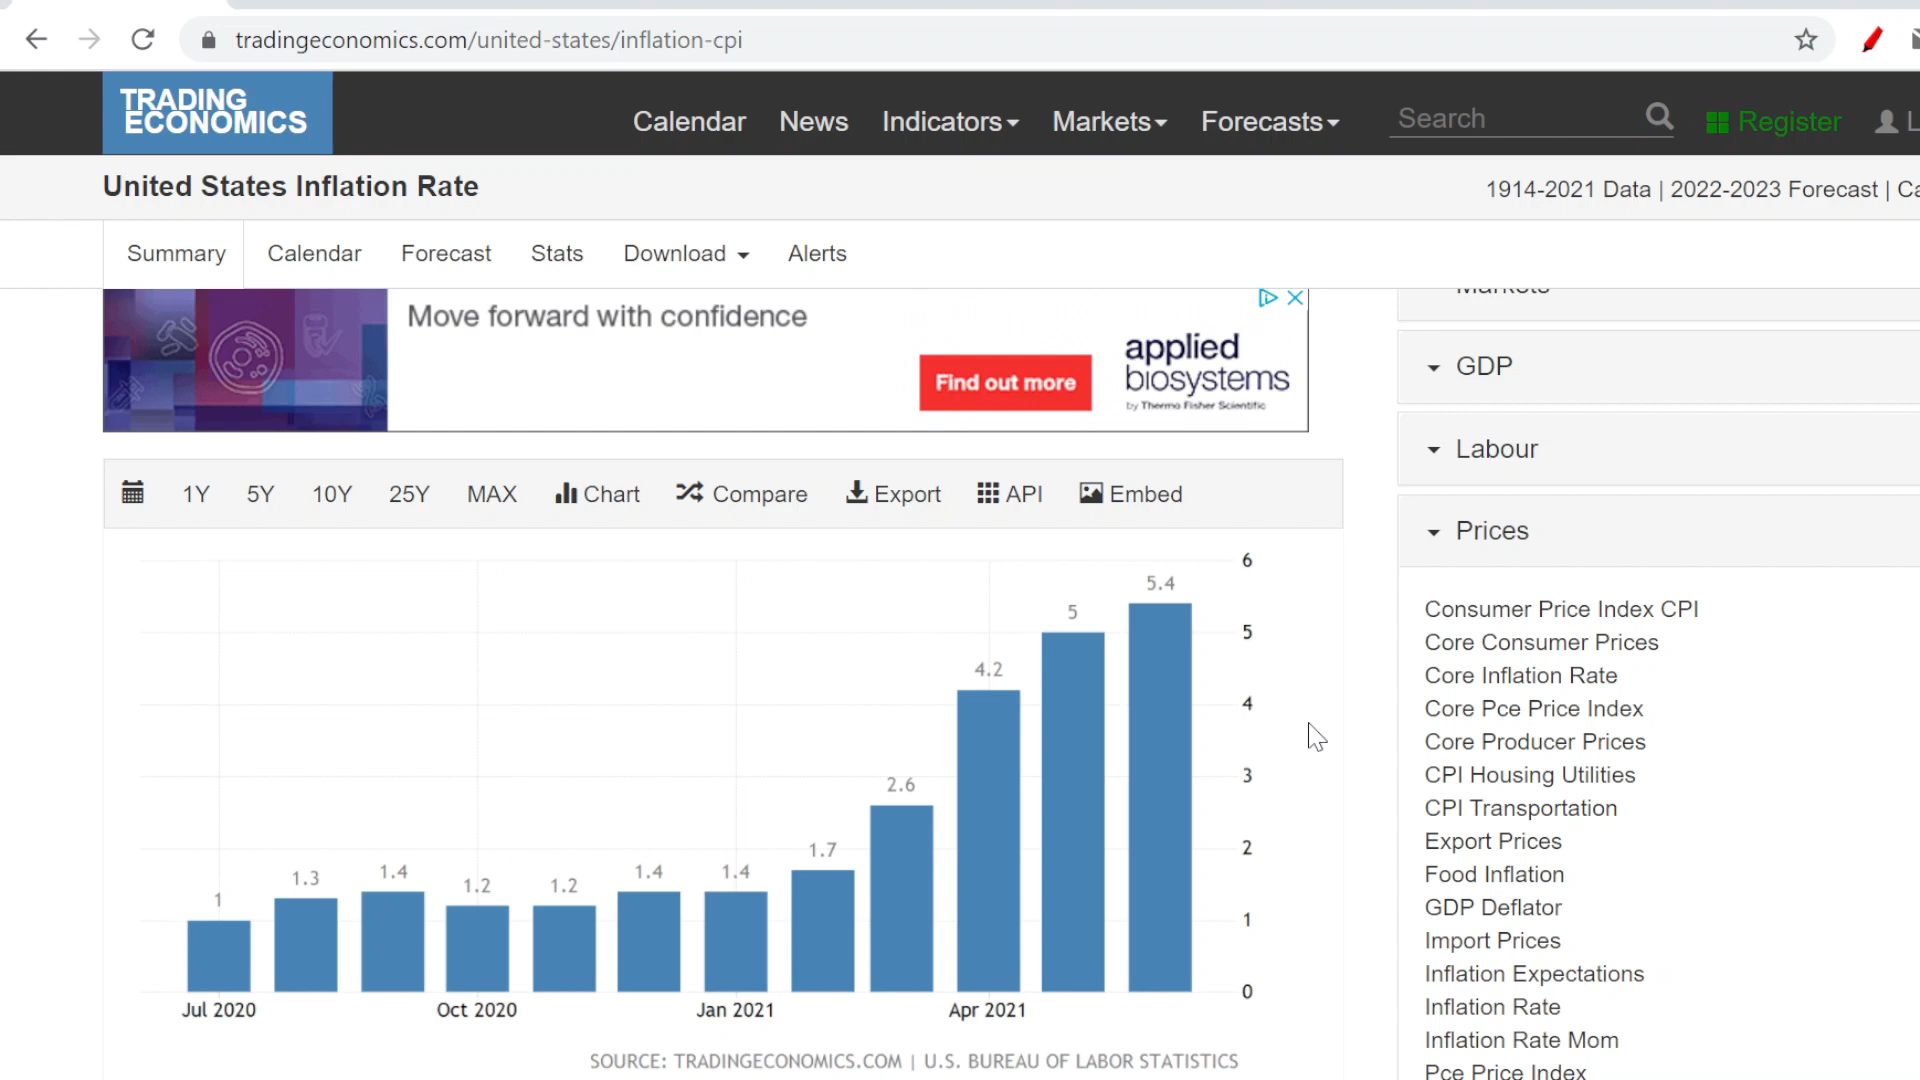 tradingeconomics.com/united-states/inflation-cpi
TRADING
ECONOMICS
Calendar News Indicators Markets Forecasts Search Register L
United States Inflation Rate
1914-2021 Data | 2022-2023 Forecast | Ca
Summary Calendar Forecast Stats Download Alerts
Move forward with confidence
Find out more
applied
biosystems
by Thermo Fisher Scientific
Markets
GDP
Labour
Prices
1Y 5Y 10Y 25Y MAX Chart Compare Export API Embed
6
5
4
3
2
1
0
1 1.3 1.4 1.2 1.2 1.4 1.4 1.7 2.6 4.2 5 5.4
Jul 2020 Oct 2020 Jan 2021 Apr 2021
SOURCE: TRADINGECONOMICS.COM | U.S. BUREAU OF LABOR STATISTICS
Consumer Price Index CPI
Core Consumer Prices
Core Inflation Rate
Core Pce Price Index
Core Producer Prices
CPI Housing Utilities
CPI Transportation
Export Prices
Food Inflation
GDP Deflator
Import Prices
Inflation Expectations
Inflation Rate
Inflation Rate Mom
Pce Price Index